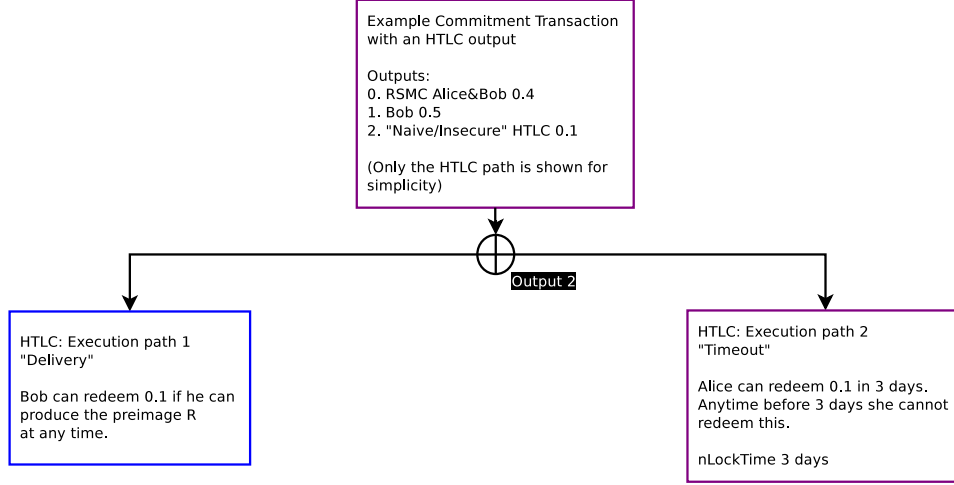 Example Commitment Transaction
with an HTLC output
Outputs:
0. RSMC Alice&Bob 0.4
1. Bob 0.5
2. "Naive/Insecure" HTLC 0.1
(Only the HTLC path is shown for
simplicity)
Output 2
HTLC: Execution path 1
"Delivery"
Bob can redeem 0.1 if he can
produce the preimage R
at any time.
HTLC: Execution path 2
"Timeout"
Alice can redeem 0.1 in 3 days.
Anytime before 3 days she cannot
redeem this.
nLockTime 3 days